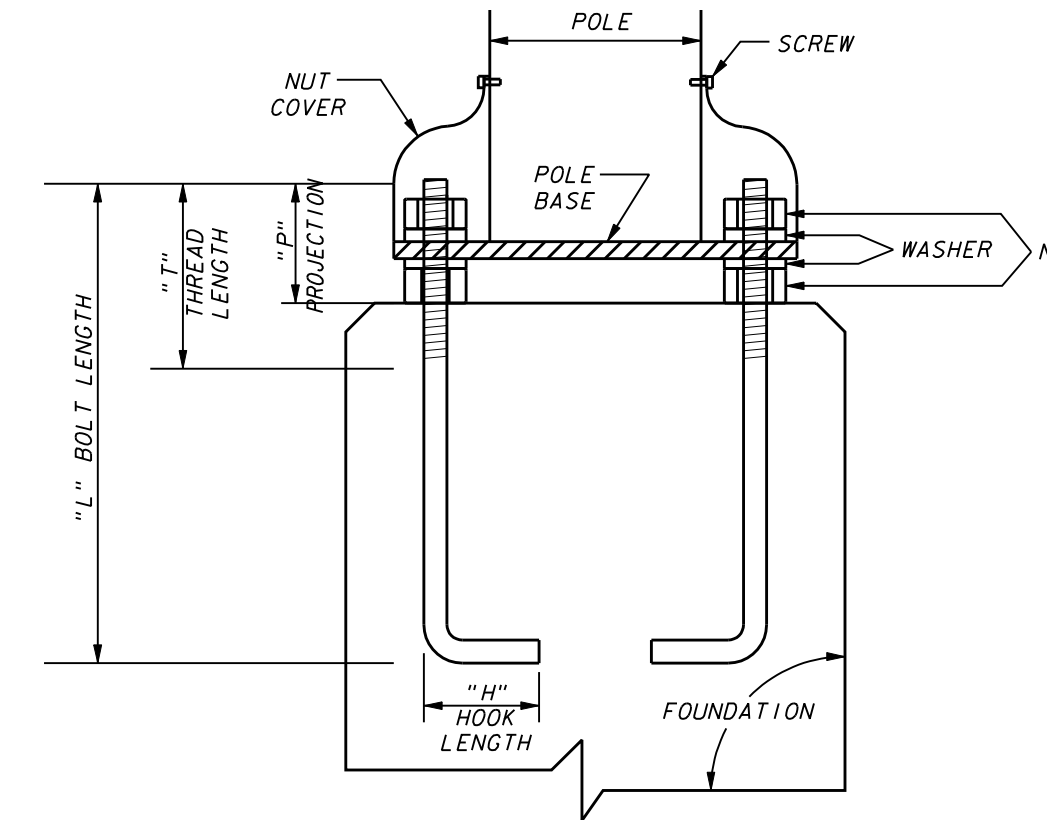 POLE
SCREW
NUT
COVER
POLE
BASE
WASHER
"P"
PROJECTION
"T"
THREAD
LENGTH
"L" BOLT LENGTH
"H"
HOOK
LENGTH
FOUNDATION